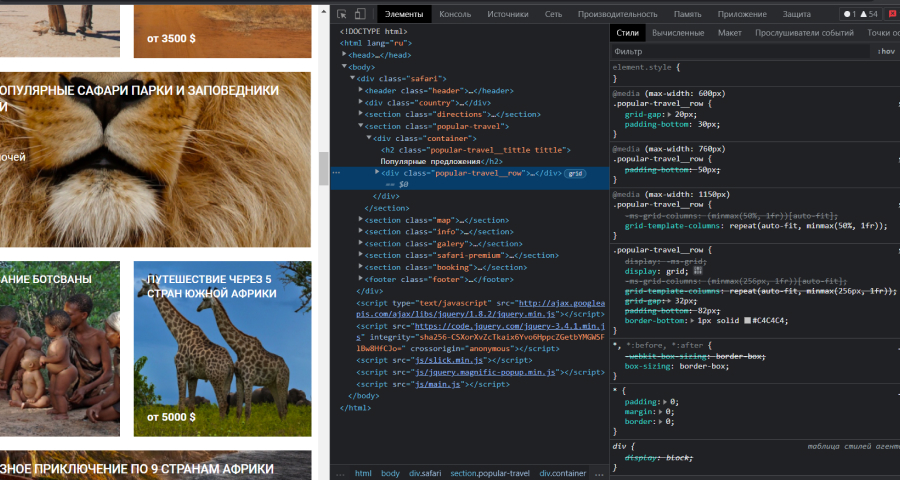 от 3500 $
ОПУЛЯРНЫЕ САФАРИ ПАРКИ И ЗАПОВЕДНИКИ
И
ночей
АНИЕ БОТСВАНЫ
ПУТЕШЕСТВИЕ ЧЕРЕЗ 5
СТРАН ЮЖНОЙ АФРИКИ
от 5000 $
ЗНОЕ ПРИКЛЮЧЕНИЕ ПО 9 СТРАНАМ АФРИКИ
Элементы Консоль Источники Сеть Производительность Память Приложение Защита 1 54
<!DOCTYPE html>
<html lang="ru">
<head>…</head>
<body>
<div class="safari">
<header class="header">…</header>
<div class="country">…</div>
<section class="directions">…</section>
<section class="popular-travel">
<div class="container">
<h2 class="popular-travel__tittle tittle">
Популярные предложения</h2>
<div class="popular-travel__row">…</div> grid
== $0
</div>
</section>
<section class="map">…</section>
<section class="info">…</section>
<section class="galery">…</section>
<section class="safari-premium">…</section>
<section class="booking">…</section>
<footer class="footer">…</footer>
</div>
<script type="text/javascript" src="http://ajax.googlea
pis.com/ajax/libs/jquery/1.8.2/jquery.min.js"></script>
<script src="https://code.jquery.com/jquery-3.4.1.min.j
s" integrity="sha256-CSXorXvZcTkaix6Yvo6HppcZGetbYMGWSF
lBw8HfCJo=" crossorigin="anonymous"></script>
<script src="js/slick.min.js"></script>
<script src="js/jquery.magnific-popup.min.js"></script>
<script src="js/main.js"></script>
</body>
</html>
… html body div.safari section.popular-travel div.container …
Стили Вычисленные Макет Прослушиватели событий Точки ос
Фильтр :hov
element.style {
}
@media (max-width: 600px)
.popular-travel__row {
grid-gap: 20px;
padding-bottom: 30px;
}
@media (max-width: 760px)
.popular-travel__row {
padding-bottom: 50px;
}
@media (max-width: 1150px)
.popular-travel__row {
-ms-grid-columns: (minmax(50%, 1fr))[auto-fit];
grid-template-columns: repeat(auto-fit, minmax(50%, 1fr));
}
.popular-travel__row {
display: -ms-grid;
display: grid;
-ms-grid-columns: (minmax(256px, 1fr))[auto-fit];
grid-template-columns: repeat(auto-fit, minmax(256px, 1fr));
grid-gap: 32px;
padding-bottom: 82px;
border-bottom: 1px solid #C4C4C4;
}
*, *:before, *:after {
-webkit-box-sizing: border-box;
box-sizing: border-box;
}
* {
padding: 0;
margin: 0;
border: 0;
}
div { таблица стилей агент
display: block;
}